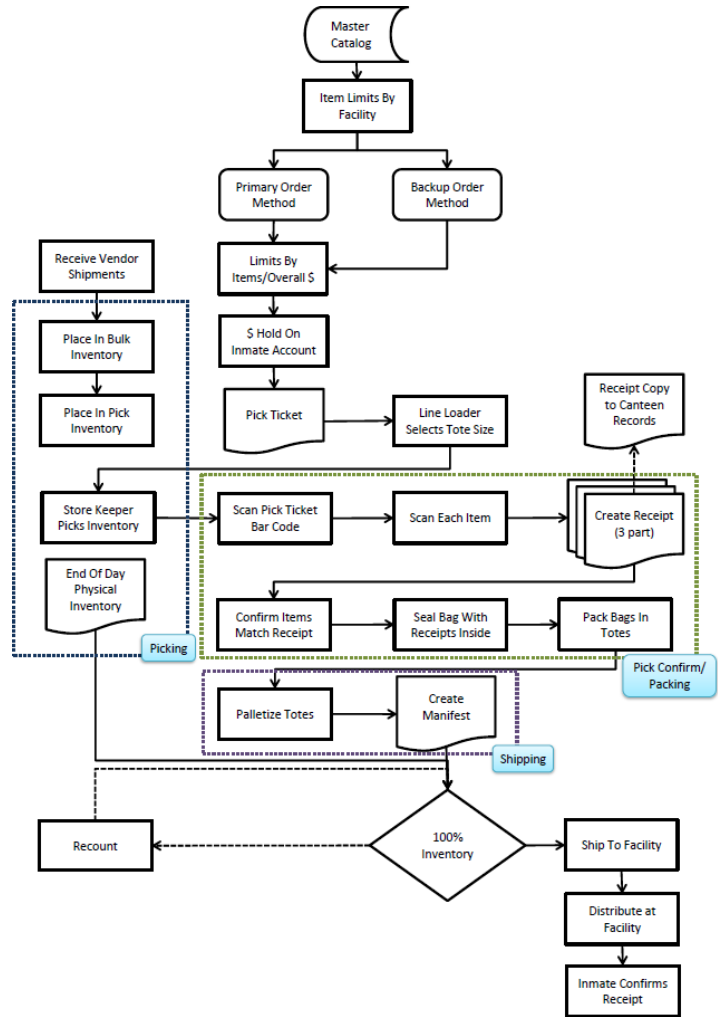 Master
Catalog
Item Limits By
Facility
Primary Order
Method
Backup Order
Method
Receive Vendor
Shipments
Limits By
Items/Overall $
Place In Bulk
Inventory
$ Hold On
Inmate Account
Place In Pick
Inventory
Pick Ticket
Line Loader
Selects Tote Size
Receipt Copy
to Canteen
Records
Store Keeper
Picks Inventory
Scan Pick Ticket
Bar Code
Scan Each Item
Create Receipt
(3 part)
End Of Day
Physical
Inventory
Confirm Items
Match Receipt
Seal Bag With
Receipts Inside
Pack Bags In
Totes
Picking
Pick Confirm/
Packing
Palletize Totes
Create
Manifest
Shipping
Recount
100%
Inventory
Ship To Facility
Distribute at
Facility
Inmate Confirms
Receipt